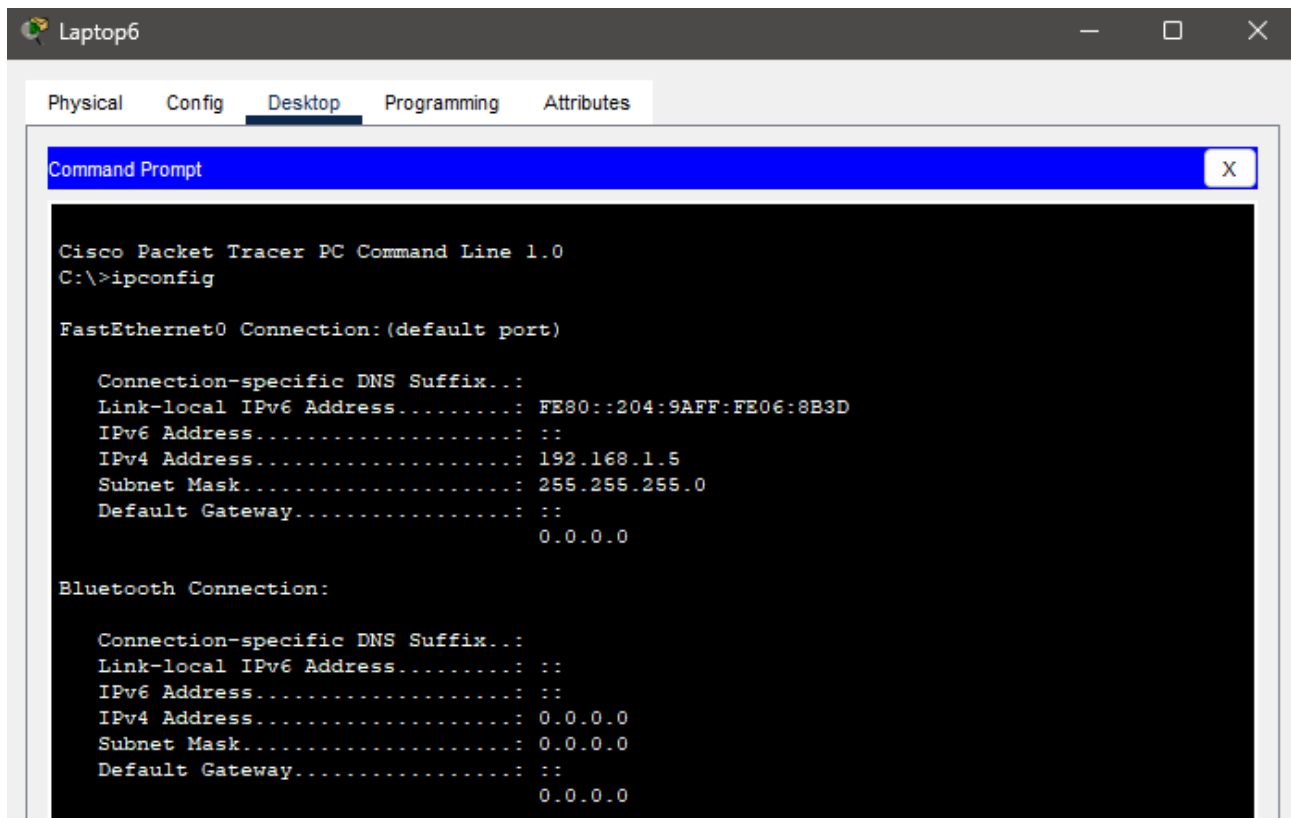 Laptop6
Physical Config Desktop Programming Attributes
Command Prompt X
Cisco Packet Tracer PC Command Line 1.0
C:\>ipconfig
FastEthernet0 Connection:(default port)
Connection-specific DNS Suffix..:
Link-local IPv6 Address.........: FE80::204:9AFF:FE06:8B3D
IPv6 Address....................: ::
IPv4 Address....................: 192.168.1.5
Subnet Mask.....................: 255.255.255.0
Default Gateway.................: ::
0.0.0.0
Bluetooth Connection:
Connection-specific DNS Suffix..:
Link-local IPv6 Address.........: ::
IPv6 Address....................: ::
IPv4 Address....................: 0.0.0.0
Subnet Mask.....................: 0.0.0.0
Default Gateway.................: ::
0.0.0.0